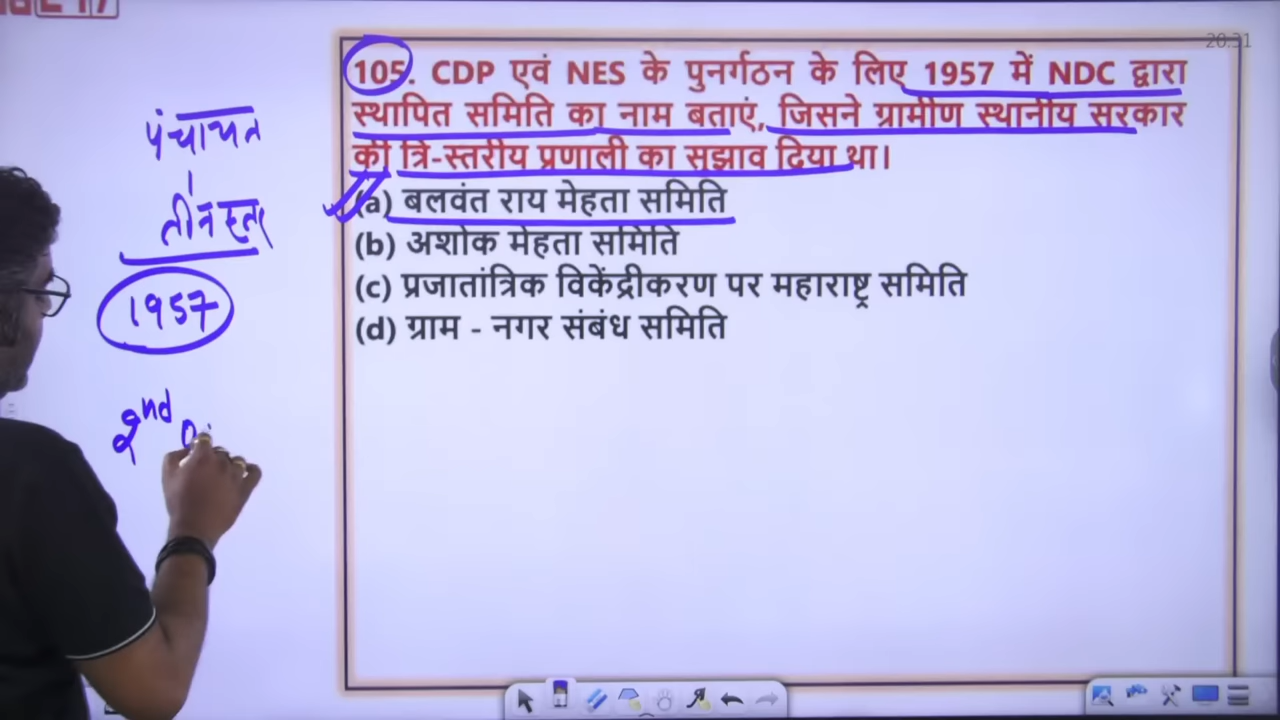 20:31
105. CDP एवं NES के पुनर्गठन के लिए 1957 में NDC द्वारा
स्थापित समिति का नाम बताएं, जिसने ग्रामीण स्थानीय सरकार
की त्रि-स्तरीय प्रणाली का सुझाव दिया था।
(a) बलवंत राय मेहता समिति
(b) अशोक मेहता समिति
(c) प्रजातांत्रिक विकेंद्रीकरण पर महाराष्ट्र समिति
(d) ग्राम - नगर संबंध समिति
पंचायत
तीन स्तर
1957
2nd